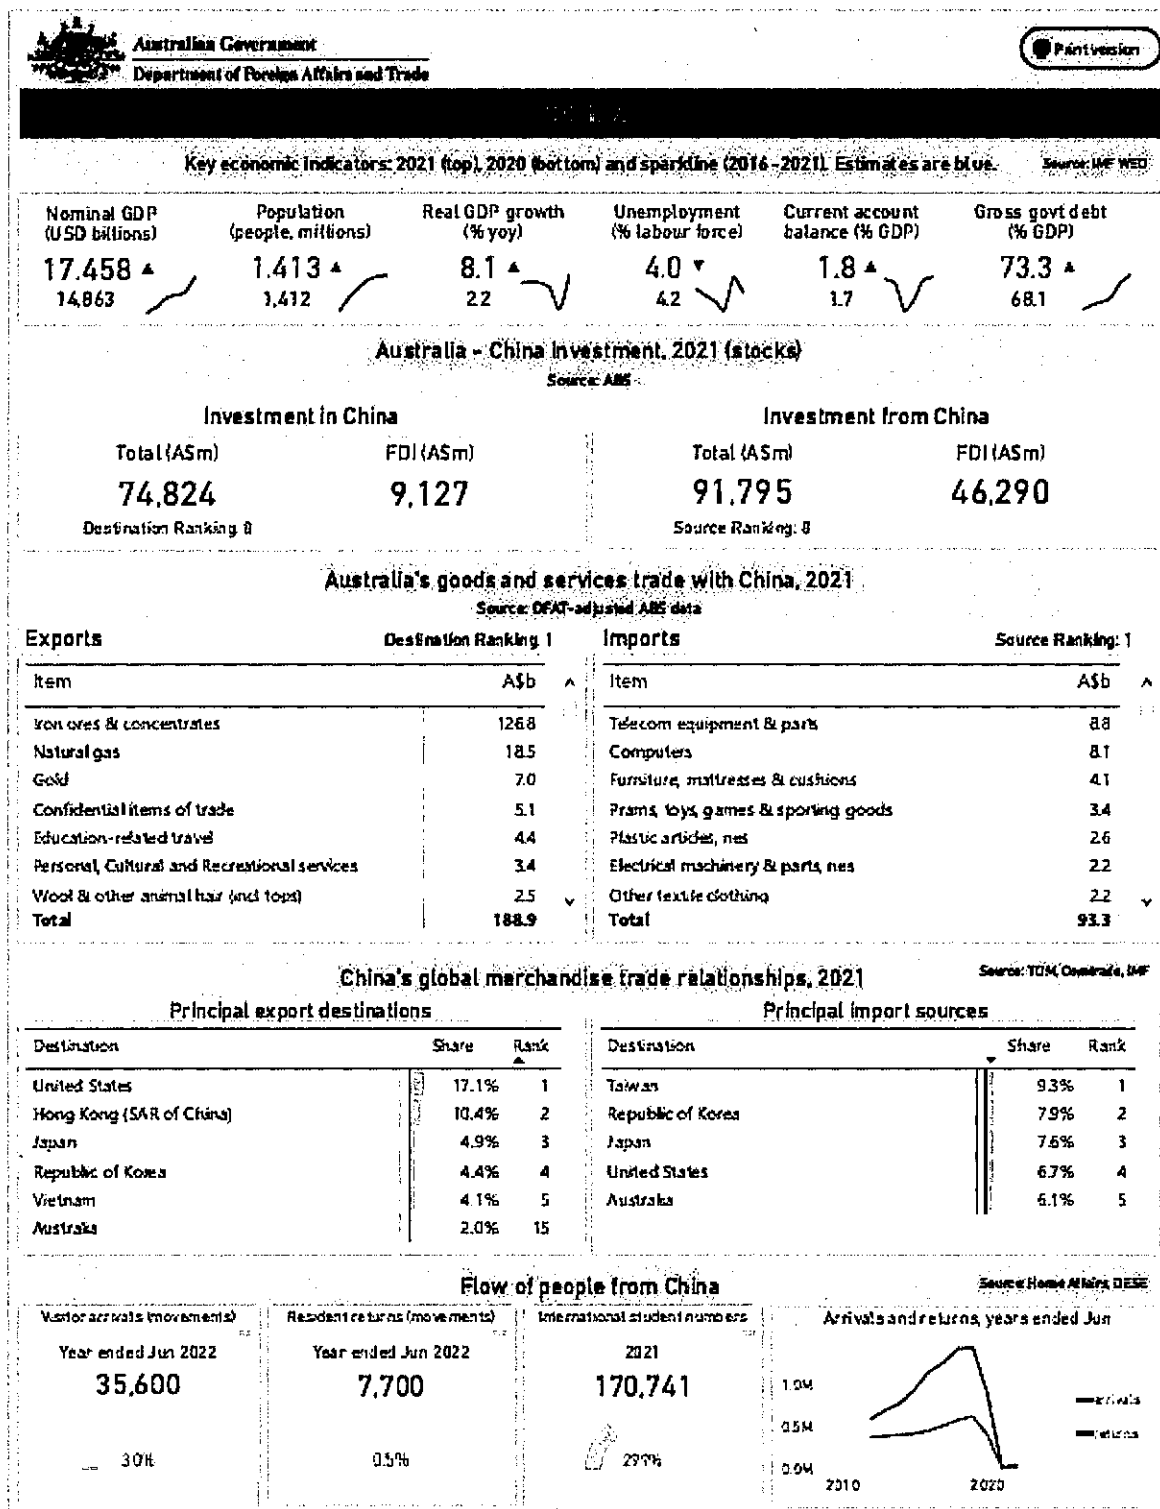 Australian Government
Department of Foreign Affairs and Trade
Print version
Key economic indicators: 2021 (top), 2020 (bottom) and sparkline (2016-2021). Estimates are blue.
Source: IMF WEO
Nominal GDP (USD billions)
Population (people, millions)
Real GDP growth (% yoy)
Unemployment (% labour force)
Current account balance (% GDP)
Gross govt debt (% GDP)
17.458 ▲ 1.413 ▲ 8.1 ▲ 4.0 ▼ 1.8 ▲ 73.3 ▲
14,863 1,412 2.2 4.2 1.7 68.1
Australia - China investment, 2021 (stocks)
Source: ABS
Investment in China
Total (A$m) FDI (A$m)
74,824 9,127
Destination Ranking: 8
Investment from China
Total (A$m) FDI (A$m)
91,795 46,290
Source Ranking: 8
Australia's goods and services trade with China, 2021
Source: DFAT-adjusted ABS data
Exports Destination Ranking: 1
Item A$b
Iron ores & concentrates 126.8
Natural gas 18.5
Gold 7.0
Confidential items of trade 5.1
Education-related travel 4.4
Personal, Cultural and Recreational services 3.4
Wool & other animal hair (incl tops) 2.5
Total 188.9
Imports Source Ranking: 1
Item A$b
Telecom equipment & parts 8.8
Computers 8.1
Furniture, mattresses & cushions 4.1
Prams, toys, games & sporting goods 3.4
Plastic articles, nes 2.6
Electrical machinery & parts, nes 2.2
Other textile clothing 2.2
Total 93.3
China's global merchandise trade relationships, 2021
Source: TDM, Comtrade, IMF
Principal export destinations
Destination Share Rank
United States 17.1% 1
Hong Kong (SAR of China) 10.4% 2
Japan 4.9% 3
Republic of Korea 4.4% 4
Vietnam 4.1% 5
Australia 2.0% 15
Principal import sources
Destination Share Rank
Taiwan 9.3% 1
Republic of Korea 7.9% 2
Japan 7.6% 3
United States 6.7% 4
Australia 6.1% 5
Flow of people from China
Source: Home Affairs, DESE
Visitor arrivals (movements)
Year ended Jun 2022
35,600
3.0%
Resident returns (movements)
Year ended Jun 2022
7,700
0.5%
International student numbers
2021
170,741
29.9%
Arrivals and returns, years ended Jun
1.0M
0.5M
0.0M
2010 2020
arrivals
returns